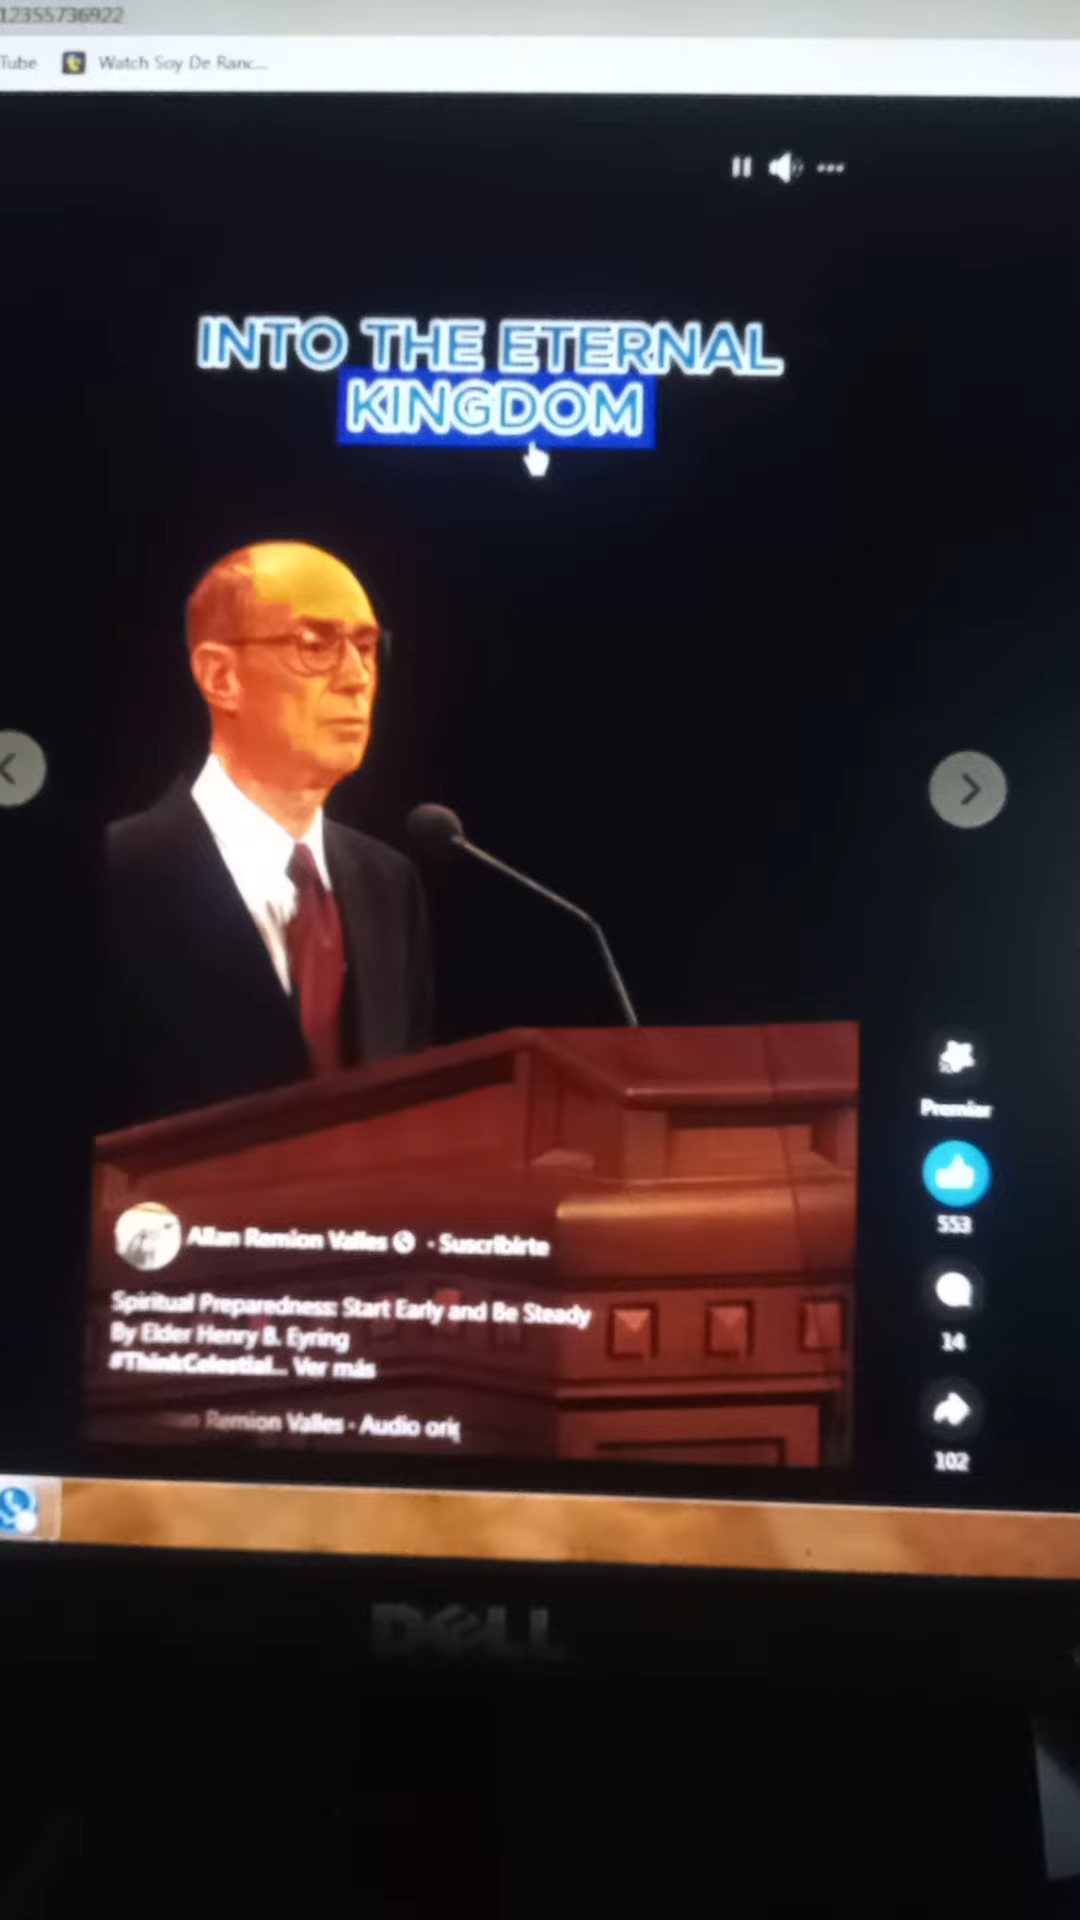 12355736922
Tube Watch Soy De Ranc...
INTO THE ETERNAL
KINGDOM
Premiar
553
Allan Remion Valles · Suscribirte
Spiritual Preparedness: Start Early and Be Steady
By Elder Henry B. Eyring
#ThinkCelestial... Ver más
14
Remion Valles · Audio orig
102
DELL